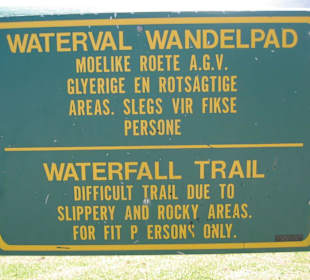 WATERVAL WANDELPAD
MOELIKE ROETE A.G.V.
GLYERIGE EN ROTSAGTIGE
AREAS. SLEGS VIR FIKSE
PERSONE
WATERFALL TRAIL
DIFFICULT TRAIL DUE TO
SLIPPERY AND ROCKY AREAS.
FOR FIT P ERSONS ONLY.